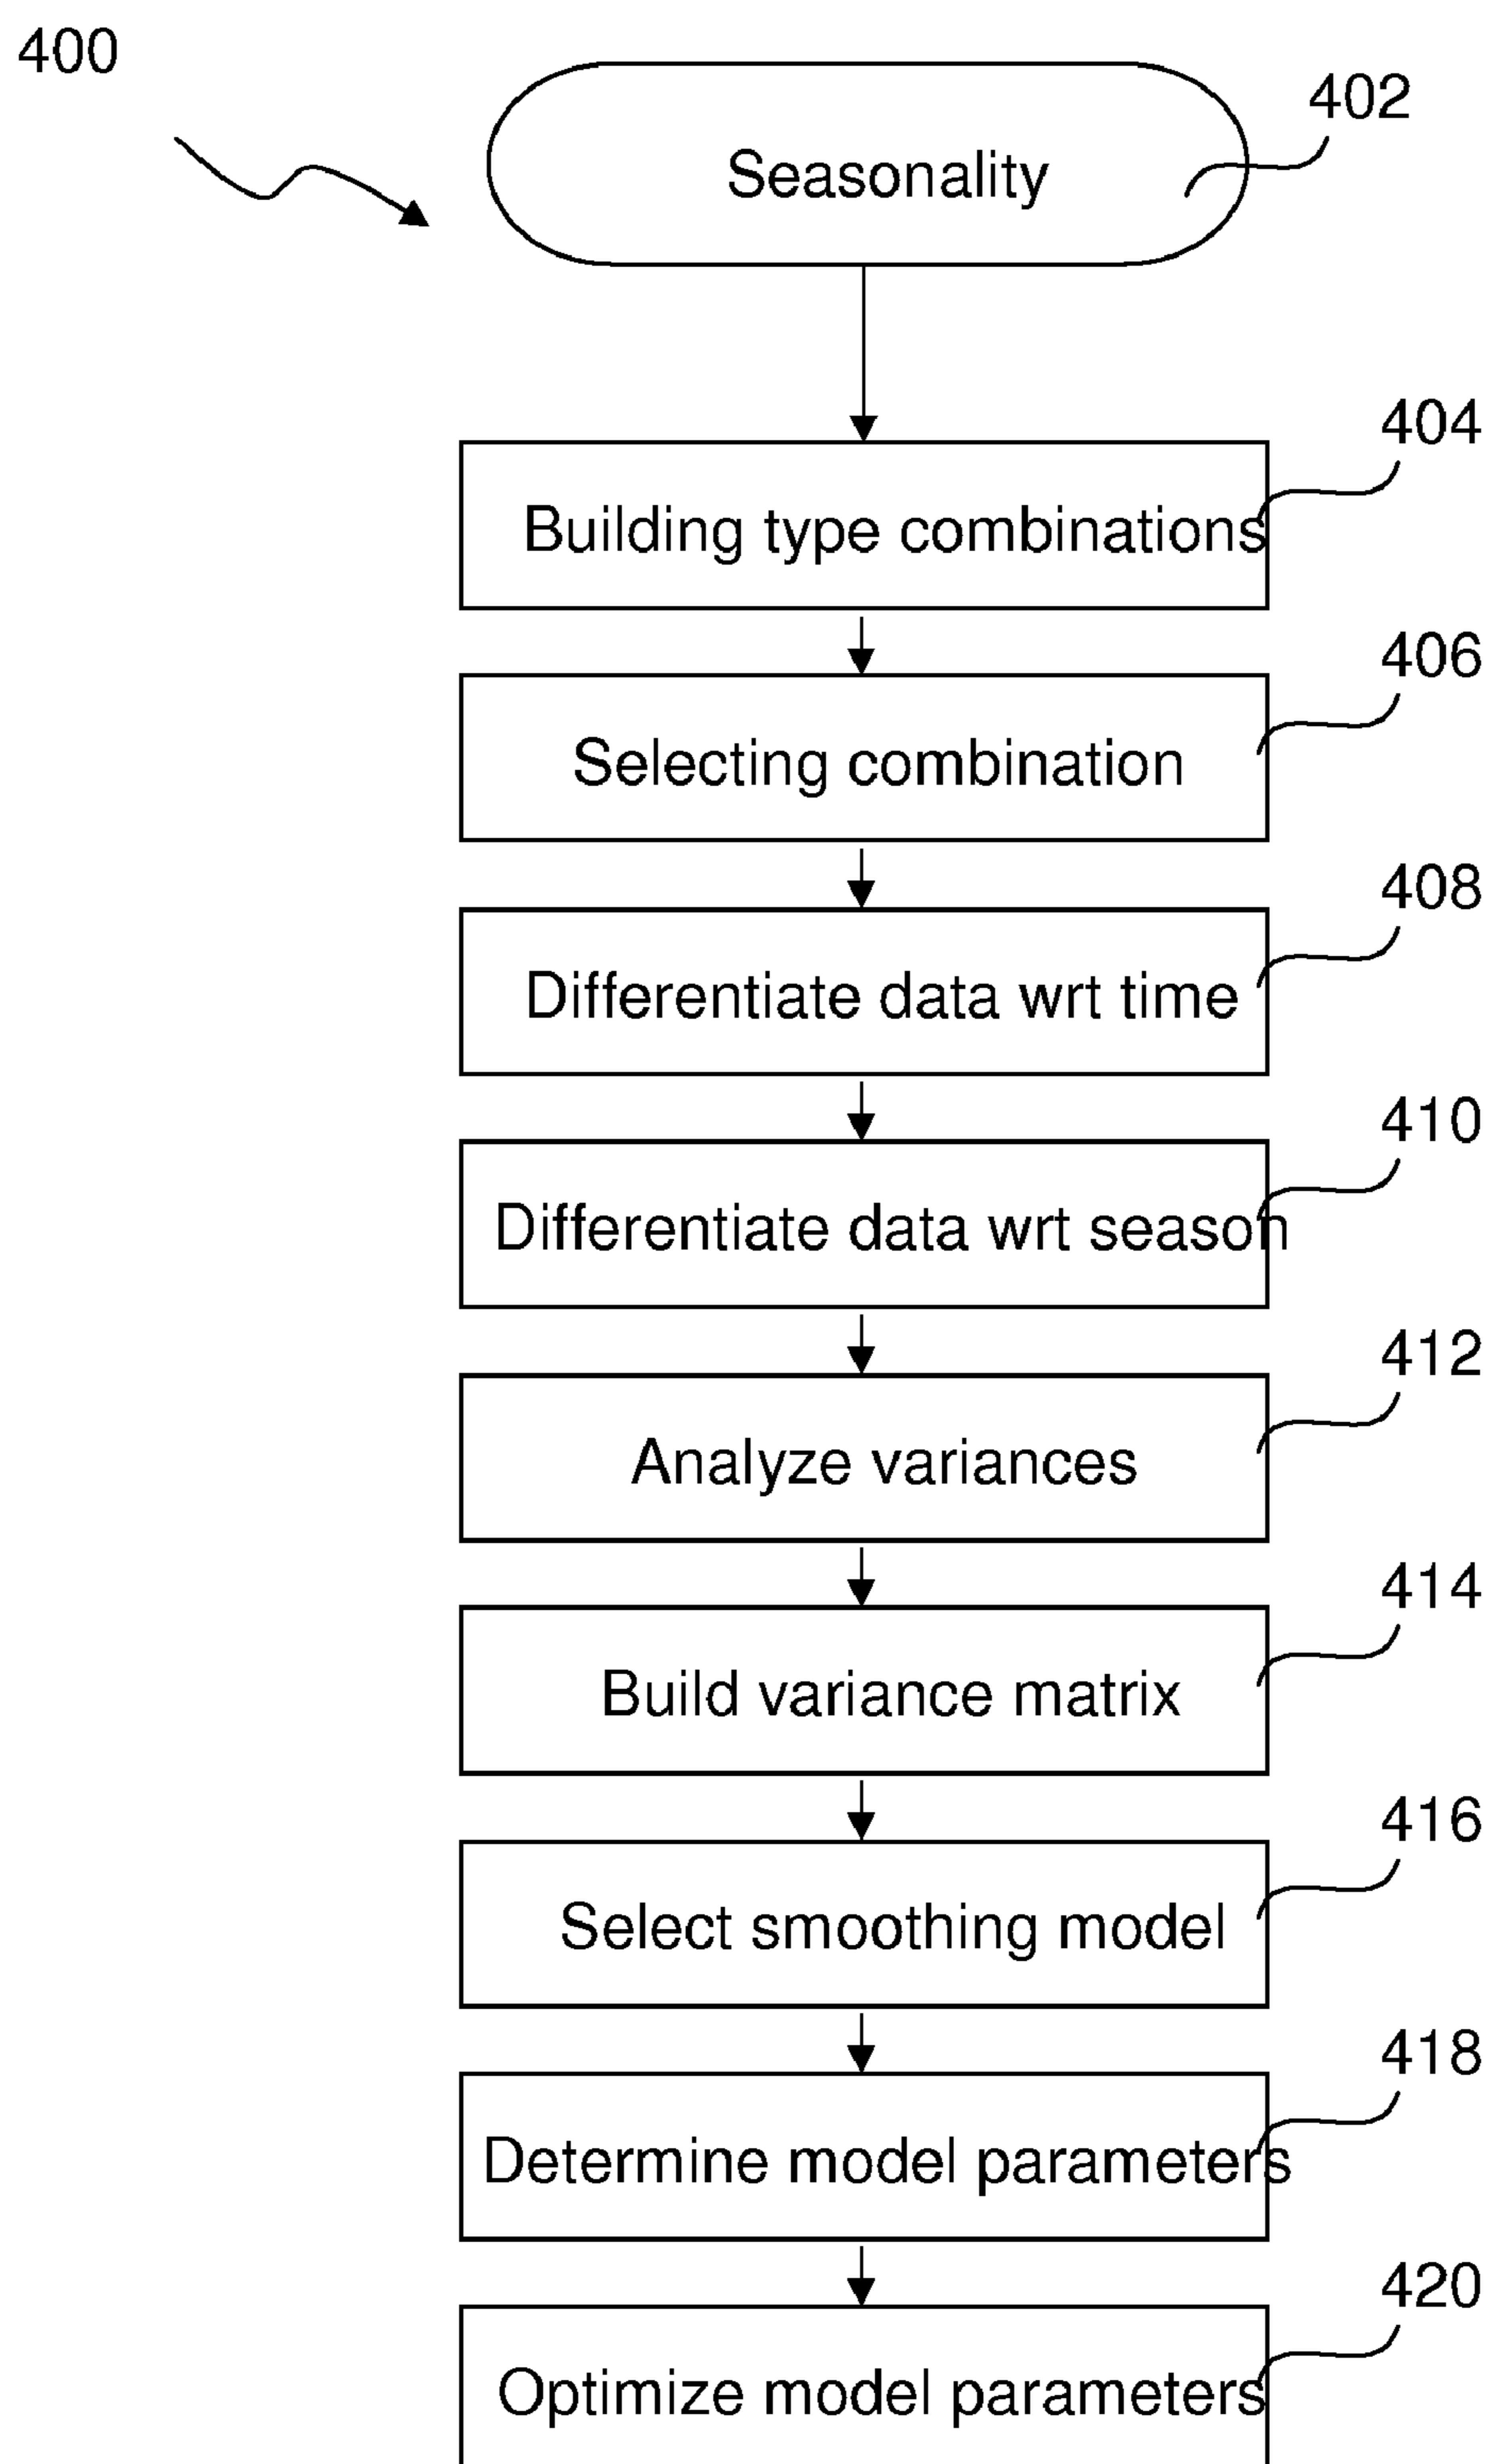 400
402
Seasonality
404
Building type combinations
406
Selecting combination
408
Differentiate data wrt time
410
Differentiate data wrt season
412
Analyze variances
414
Build variance matrix
416
Select smoothing model
418
Determine model parameters
420
Optimize model parameters